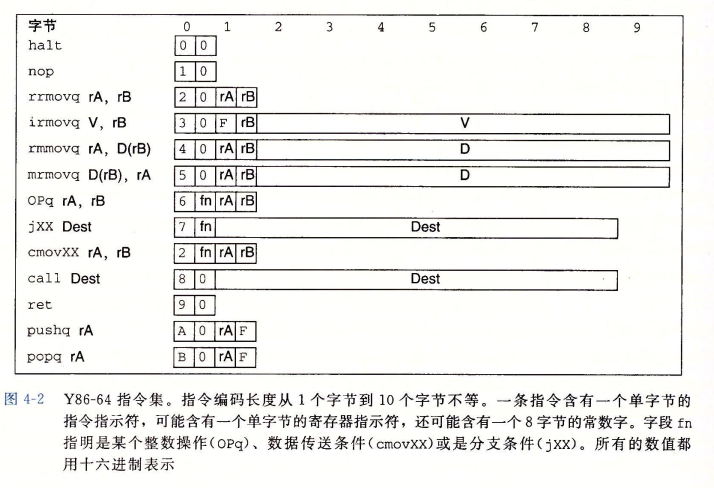 字节 0 1 2 3 4 5 6 7 8 9
halt 0 0
nop 1 0
rrmovq rA, rB 2 0 rA rB
irmovq V, rB 3 0 F rB V
rmmovq rA, D(rB) 4 0 rA rB D
mrmovq D(rB), rA 5 0 rA rB D
OPq rA, rB 6 fn rA rB
jXX Dest 7 fn Dest
cmovXX rA, rB 2 fn rA rB
call Dest 8 0 Dest
ret 9 0
pushq rA A 0 rA F
popq rA B 0 rA F
图 4-2 Y86-64 指令集。指令编码长度从 1 个字节到 10 个字节不等。一条指令含有一个单字节的
指令指示符，可能含有一个单字节的寄存器指示符，还可能含有一个 8 字节的常数字。字段 fn
指明是某个整数操作(OPq)、数据传送条件(cmovXX)或是分支条件(jXX)。所有的数值都
用十六进制表示